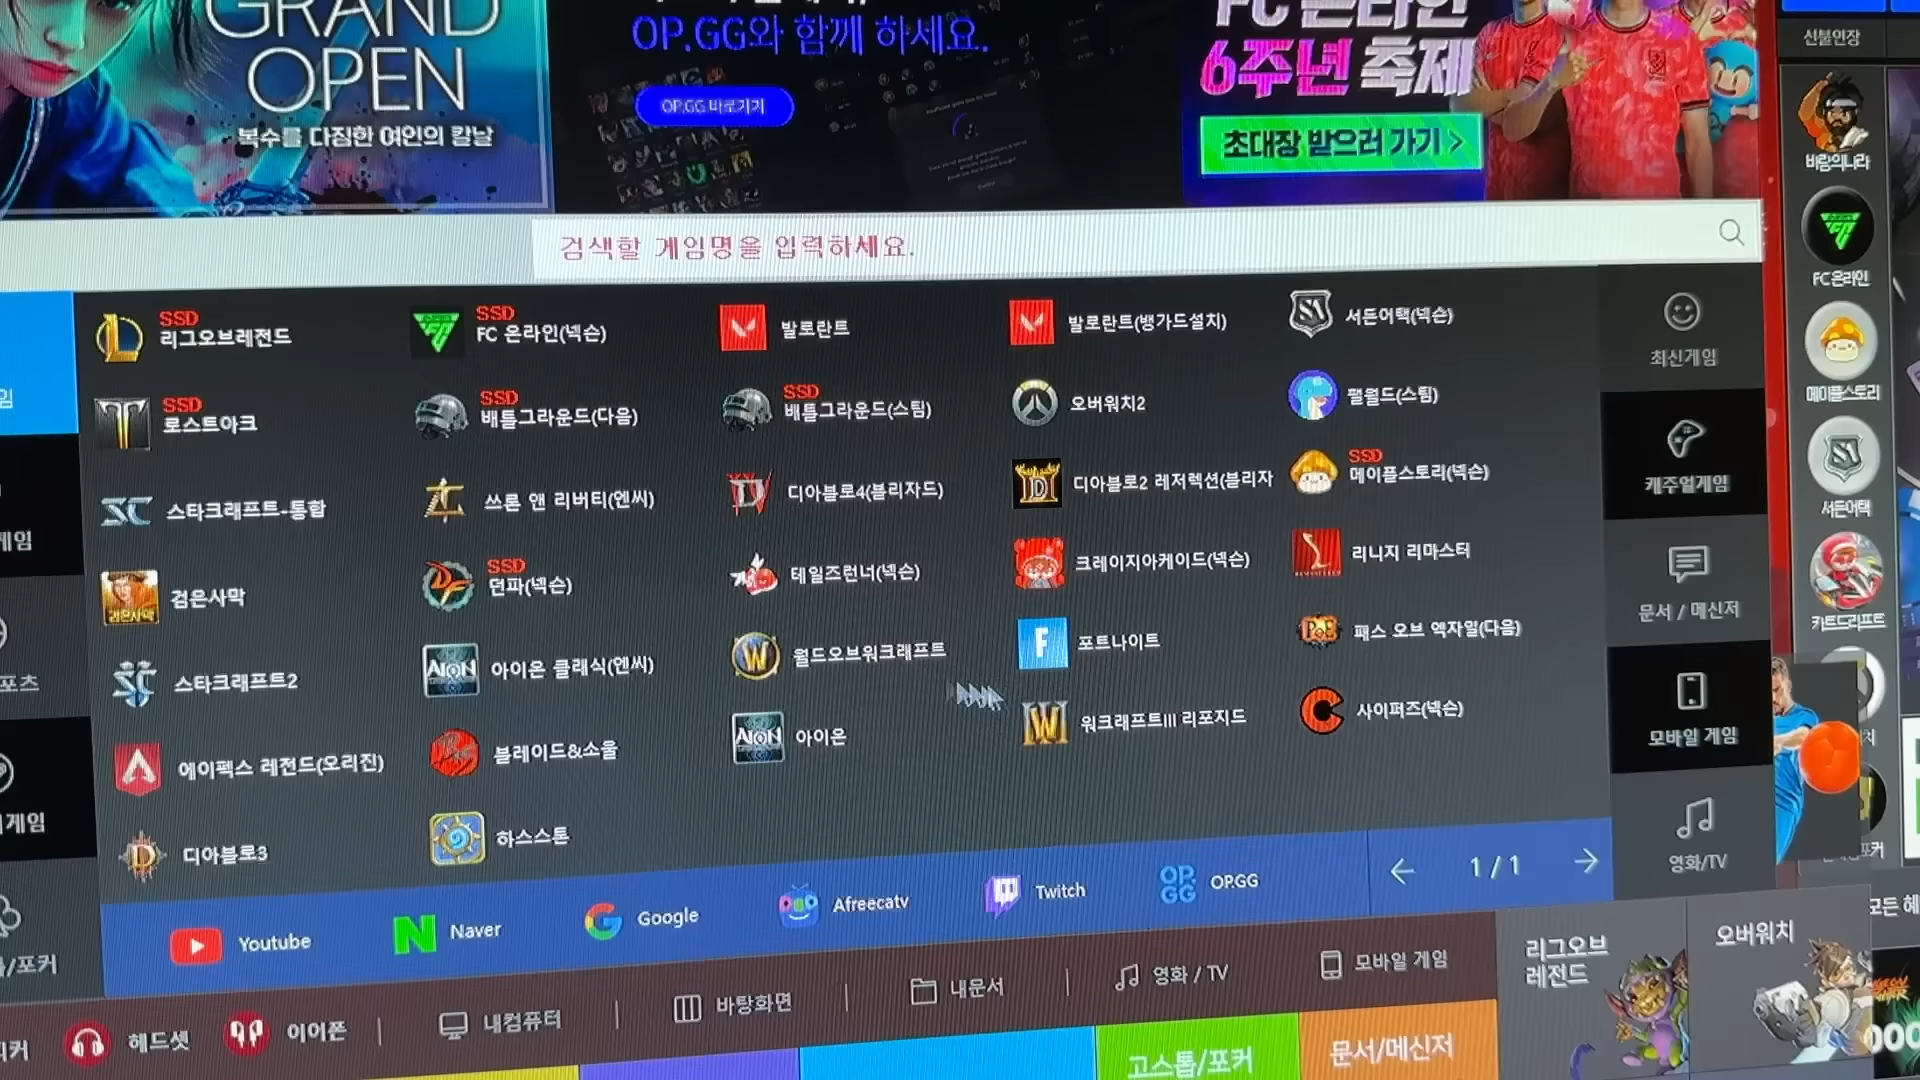 GRAND
OPEN
복수를 다짐한 여인의 칼날
OP.GG와 함께 하세요.
OP.GG 바로가기
FC 온라인
6주년 축제
초대장 받으러 가기 >
선불인장
바람의나라
FC온라인
메이플스토리
서든어택
카트드리프트
검색할 게임명을 입력하세요.
SSD
리그오브레전드
SSD
FC 온라인(넥슨)
발로란트
발로란트(뱅가드설치)
서든어택(넥슨)
SSD
로스트아크
SSD
배틀그라운드(다음)
SSD
배틀그라운드(스팀)
오버워치2
팰월드(스팀)
스타크래프트-통합
쓰론 앤 리버티(엔씨)
디아블로4(블리자드)
디아블로2 레저렉션(블리자
SSD
메이플스토리(넥슨)
검은사막
SSD
던파(넥슨)
테일즈런너(넥슨)
크레이지아케이드(넥슨)
리니지 리마스터
스타크래프트2
아이온 클래식(엔씨)
월드오브워크래프트
포트나이트
패스 오브 엑자일(다음)
에이펙스 레전드(오리진)
블레이드&소울
아이온
워크래프트III 리포지드
사이퍼즈(넥슨)
디아블로3
하스스톤
최신게임
캐주얼게임
문서 / 메신저
모바일 게임
영화/TV
Youtube
Naver
Google
Afreecatv
Twitch
OP.GG
1 / 1
헤드셋
이어폰
내컴퓨터
바탕화면
내문서
영화 / TV
모바일 게임
리그오브
레전드
오버워치
고스톱/포커
문서/메신저